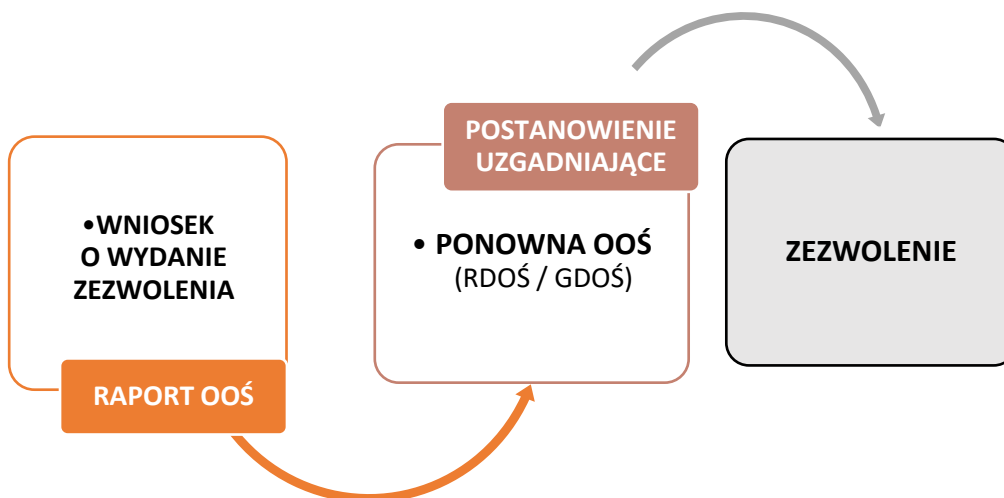 •WNIOSEK
O WYDANIE
ZEZWOLENIA
RAPORT OOŚ
POSTANOWIENIE
UZGADNIAJĄCE
• PONOWNA OOŚ
(RDOŚ / GDOŚ)
ZEZWOLENIE